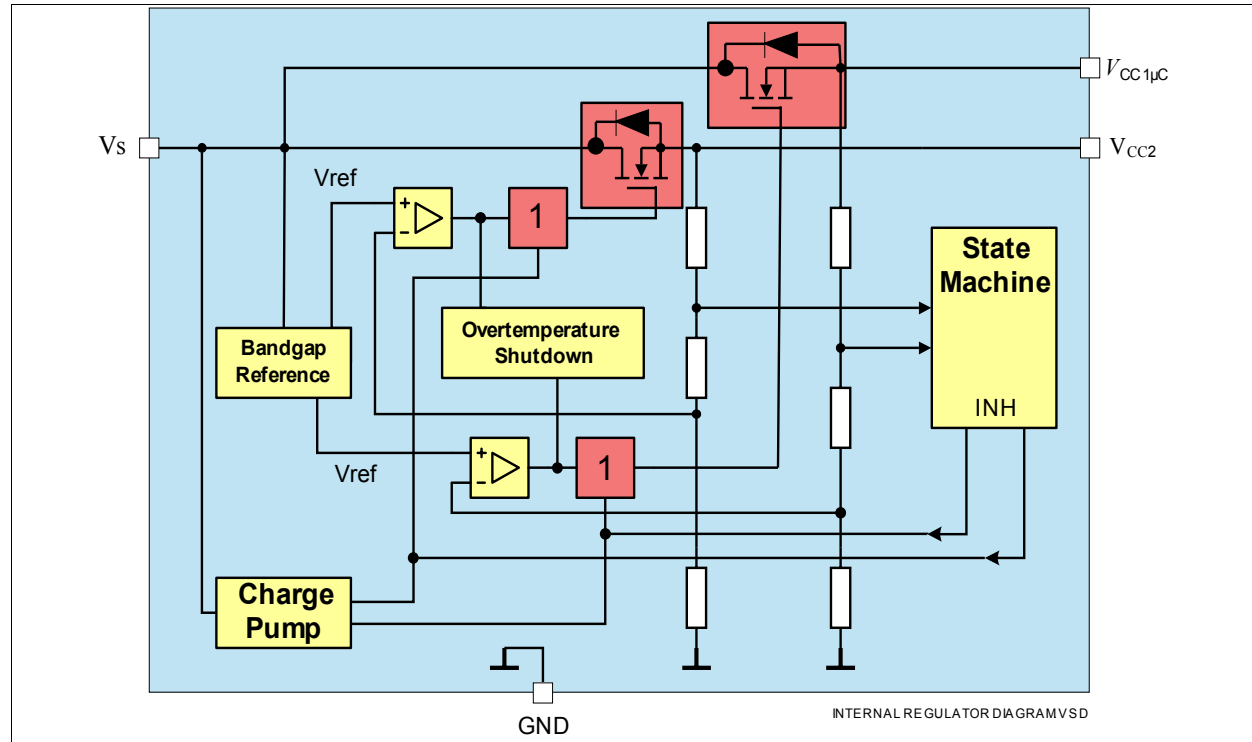 VCC1µC
Vs
VCC2
Vref
+
-
1
State
Machine
Overtemperature
Shutdown
Bandgap
Reference
INH
+
-
1
Vref
Charge
Pump
GND
INTERNAL REGULATOR DIAGRAM.VSD